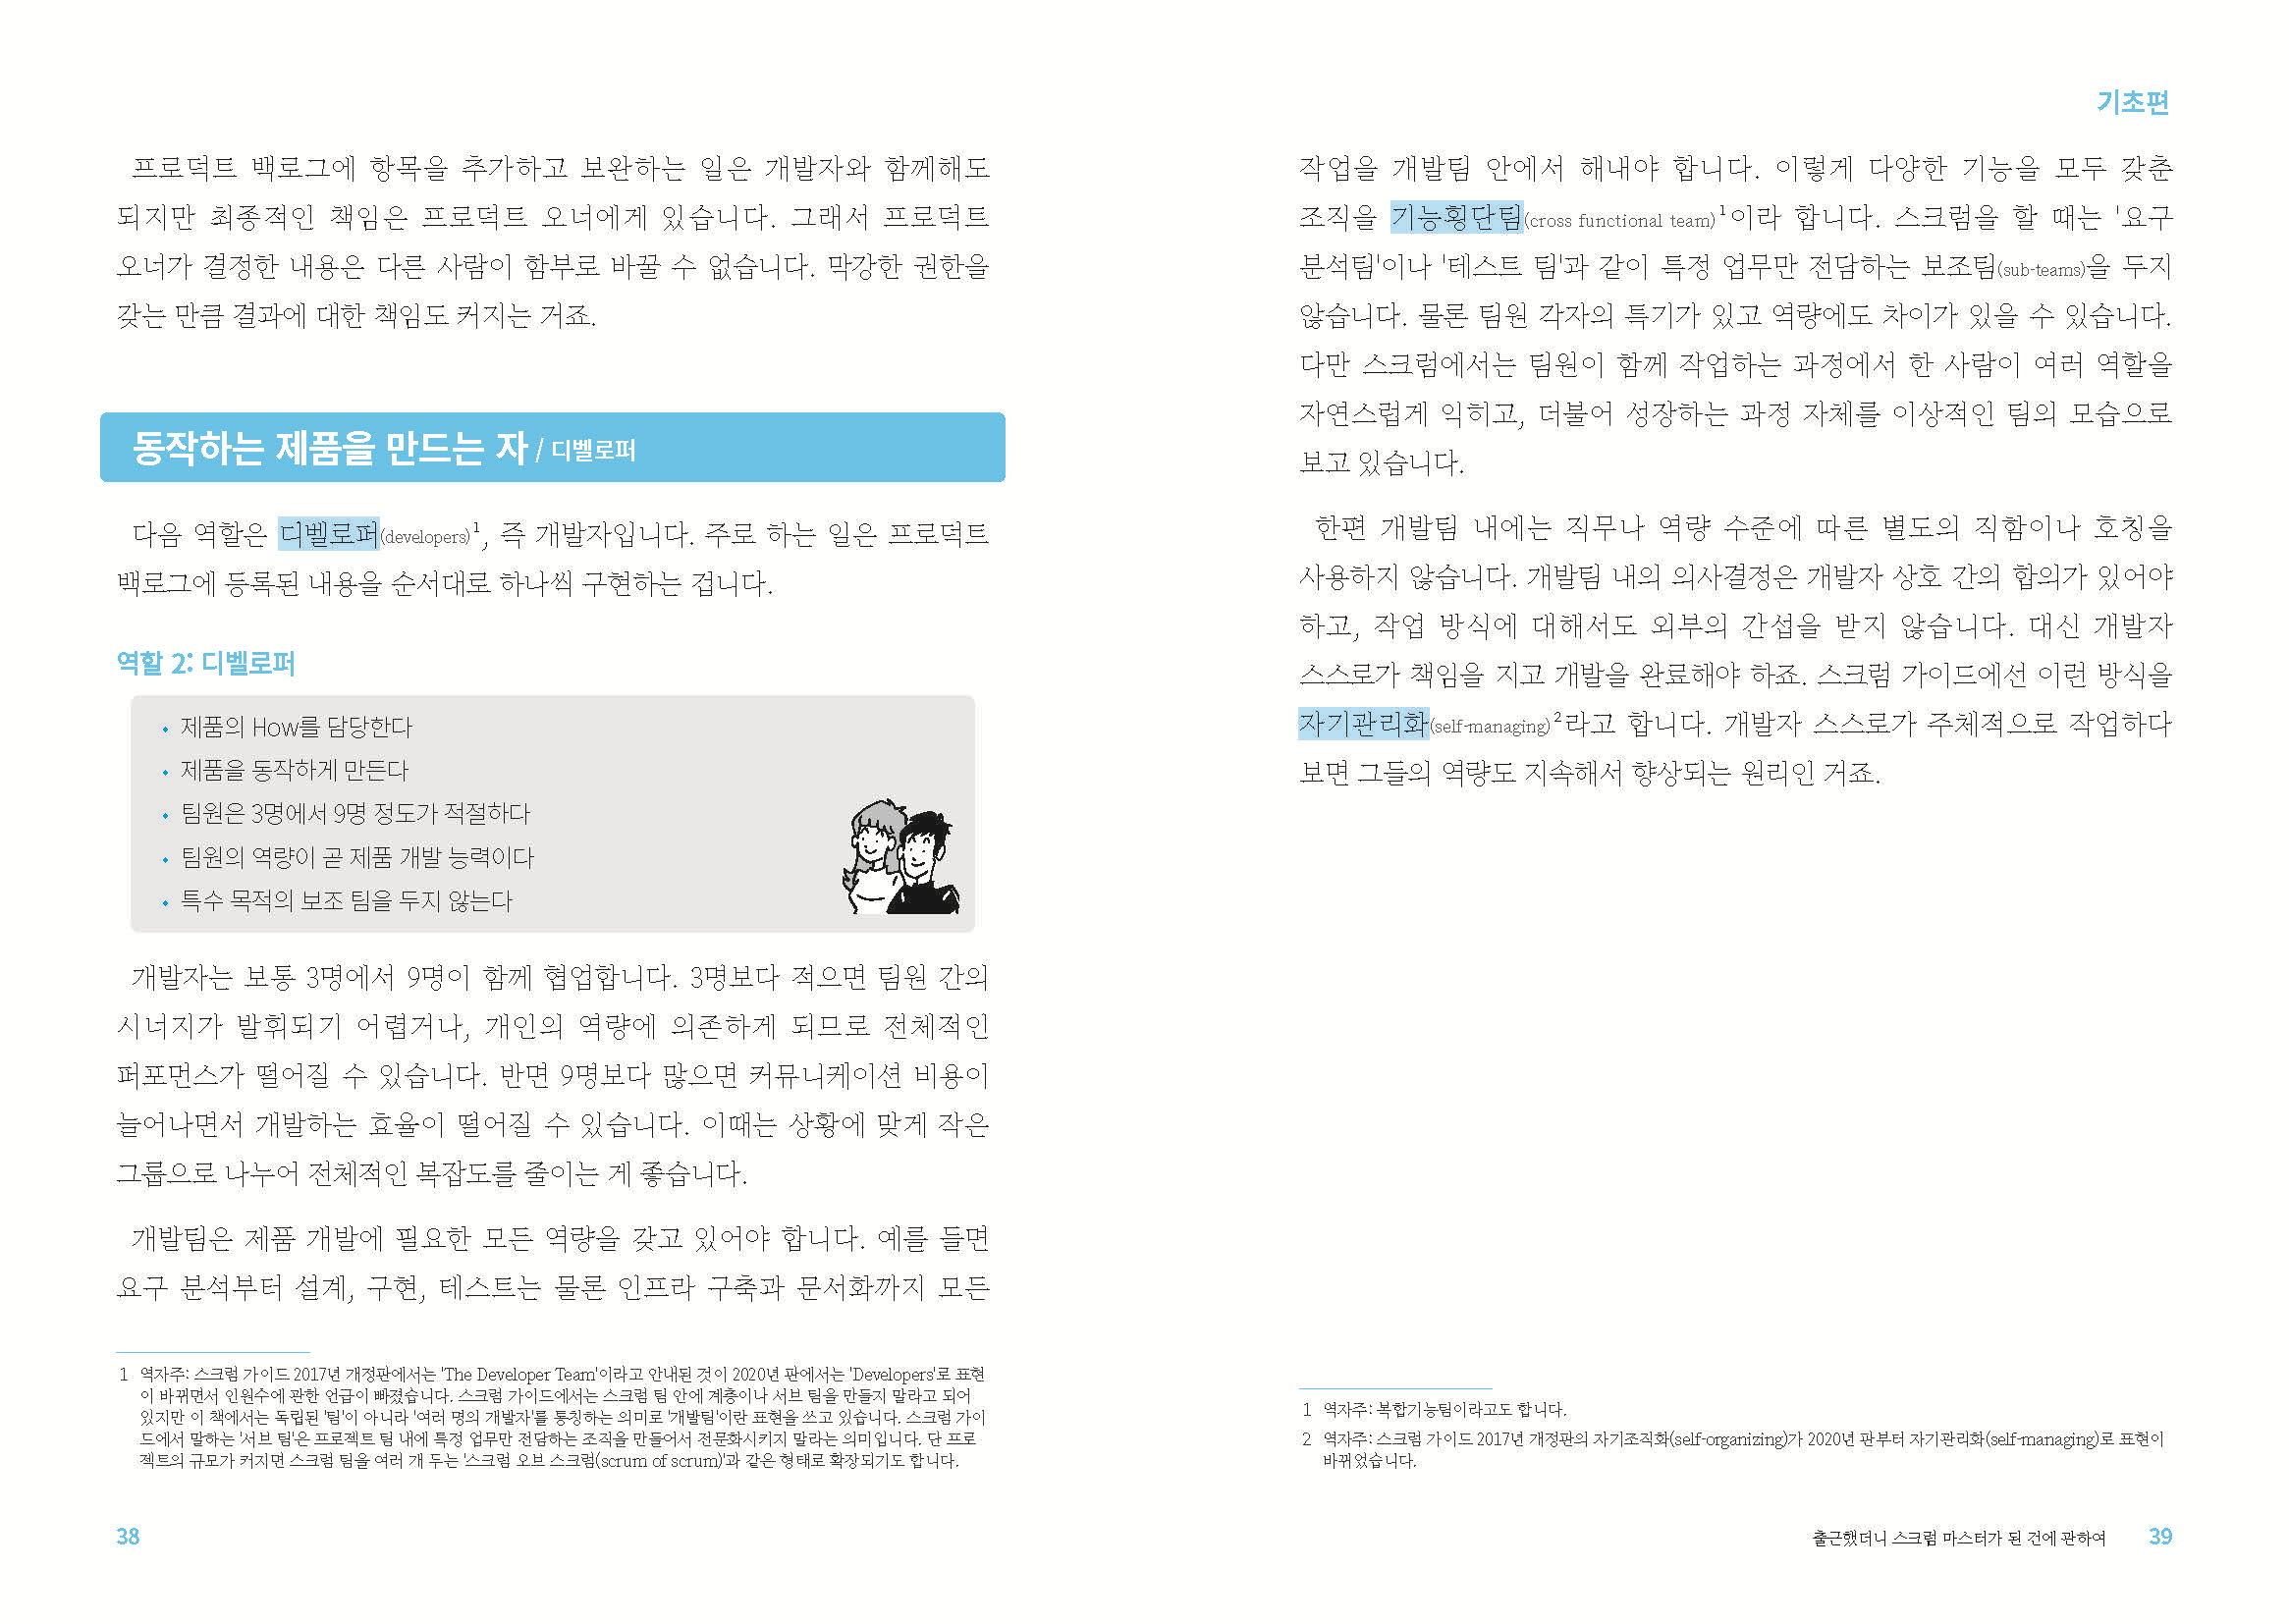 프로덕트 백로그에 항목을 추가하고 보완하는 일은 개발자와 함께해도
되지만 최종적인 책임은 프로덕트 오너에게 있습니다. 그래서 프로덕트
오너가 결정한 내용은 다른 사람이 함부로 바꿀 수 없습니다. 막강한 권한을
갖는 만큼 결과에 대한 책임도 커지는 거죠.
동작하는 제품을 만드는 자 / 디벨로퍼
다음 역할은 디벨로퍼(developers)¹, 즉 개발자입니다. 주로 하는 일은 프로덕트
백로그에 등록된 내용을 순서대로 하나씩 구현하는 겁니다.
역할 2: 디벨로퍼
• 제품의 How를 담당한다
• 제품을 동작하게 만든다
• 팀원은 3명에서 9명 정도가 적절하다
• 팀원의 역량이 곧 제품 개발 능력이다
• 특수 목적의 보조 팀을 두지 않는다
개발자는 보통 3명에서 9명이 함께 협업합니다. 3명보다 적으면 팀원 간의
시너지가 발휘되기 어렵거나, 개인의 역량에 의존하게 되므로 전체적인
퍼포먼스가 떨어질 수 있습니다. 반면 9명보다 많으면 커뮤니케이션 비용이
늘어나면서 개발하는 효율이 떨어질 수 있습니다. 이때는 상황에 맞게 작은
그룹으로 나누어 전체적인 복잡도를 줄이는 게 좋습니다.
개발팀은 제품 개발에 필요한 모든 역량을 갖고 있어야 합니다. 예를 들면
요구 분석부터 설계, 구현, 테스트는 물론 인프라 구축과 문서화까지 모든
1 역자주: 스크럼 가이드 2017년 개정판에서는 'The Developer Team'이라고 안내된 것이 2020년 판에서는 'Developers'로 표현
이 바뀌면서 인원수에 관한 언급이 빠졌습니다. 스크럼 가이드에서는 스크럼 팀 안에 계층이나 서브 팀을 만들지 말라고 되어
있지만 이 책에서는 독립된 '팀'이 아니라 '여러 명의 개발자'를 통칭하는 의미로 '개발팀'이란 표현을 쓰고 있습니다. 스크럼 가이
드에서 말하는 '서브 팀'은 프로젝트 팀 내에 특정 업무만 전담하는 조직을 만들어서 전문화시키지 말라는 의미입니다. 단 프로
젝트의 규모가 커지면 스크럼 팀을 여러 개 두는 '스크럼 오브 스크럼(scrum of scrum)'과 같은 형태로 확장되기도 합니다.
38
기초편
작업을 개발팀 안에서 해내야 합니다. 이렇게 다양한 기능을 모두 갖춘
조직을 기능횡단팀(cross functional team)¹이라 합니다. 스크럼을 할 때는 '요구
분석팀'이나 '테스트 팀'과 같이 특정 업무만 전담하는 보조팀(sub-teams)을 두지
않습니다. 물론 팀원 각자의 특기가 있고 역량에도 차이가 있을 수 있습니다.
다만 스크럼에서는 팀원이 함께 작업하는 과정에서 한 사람이 여러 역할을
자연스럽게 익히고, 더불어 성장하는 과정 자체를 이상적인 팀의 모습으로
보고 있습니다.
한편 개발팀 내에는 직무나 역량 수준에 따른 별도의 직함이나 호칭을
사용하지 않습니다. 개발팀 내의 의사결정은 개발자 상호 간의 합의가 있어야
하고, 작업 방식에 대해서도 외부의 간섭을 받지 않습니다. 대신 개발자
스스로가 책임을 지고 개발을 완료해야 하죠. 스크럼 가이드에선 이런 방식을
자기관리화(self-managing)²라고 합니다. 개발자 스스로가 주체적으로 작업하다
보면 그들의 역량도 지속해서 향상되는 원리인 거죠.
1 역자주: 복합기능팀이라고도 합니다.
2 역자주: 스크럼 가이드 2017년 개정판의 자기조직화(self-organizing)가 2020년 판부터 자기관리화(self-managing)로 표현이
바뀌었습니다.
출근했더니 스크럼 마스터가 된 건에 관하여 39